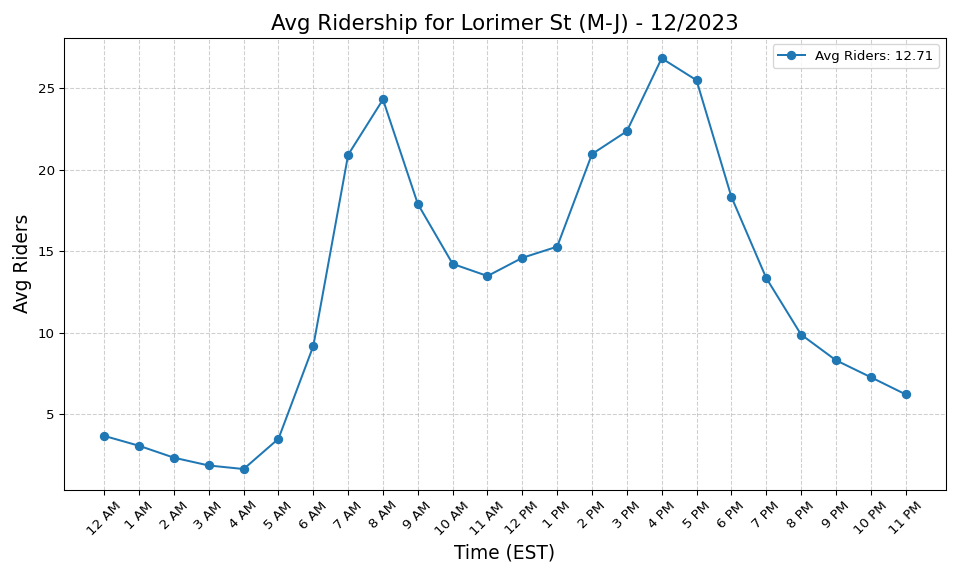 Avg Ridership for Lorimer St (M-J) - 12/2023
Avg Riders: 12.71
Avg Riders
25
20
15
10
5
12 AM
1 AM
2 AM
3 AM
4 AM
5 AM
6 AM
7 AM
8 AM
9 AM
10 AM
11 AM
12 PM
1 PM
2 PM
3 PM
4 PM
5 PM
6 PM
7 PM
8 PM
9 PM
10 PM
11 PM
Time (EST)